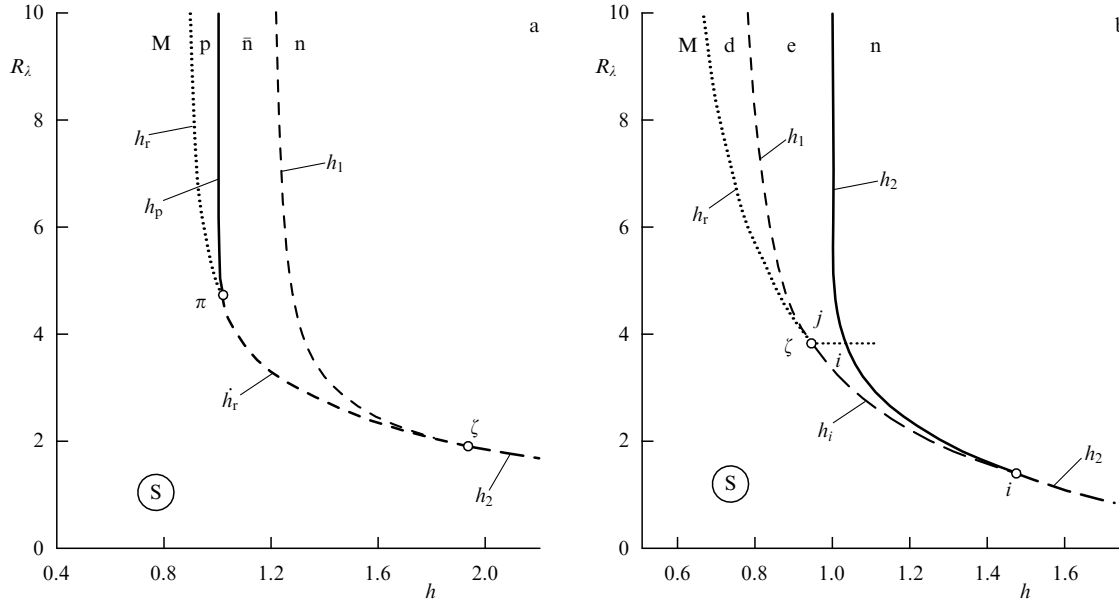 10
8
6
4
2
0
R_λ
M p n̄ n
a
h_r
h_p
h_1
π
ḣ_r
ζ
h_2
S
0.4 0.8 1.2 1.6 2.0
h
10
8
6
4
2
0
R_λ
M d e n
b
h_1
h_r
h_2
j
ζ
i
h_i
h_2
i
S
0.6 0.8 1.0 1.2 1.4 1.6
h